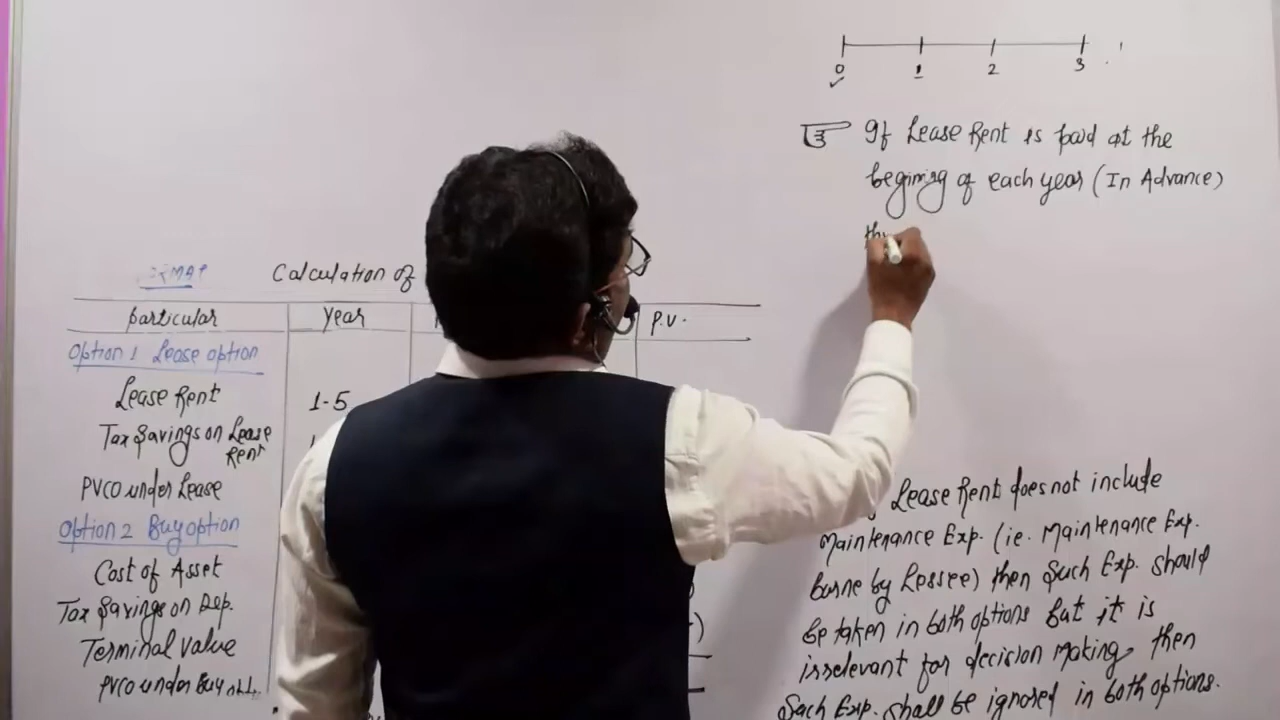 0 1 2 3
If Lease Rent is paid at the
begining of each year (In Advance)
the
FORMAT
Calculation of
particular year P.V.
Option 1 Lease option
Lease Rent 1-5
Tax Savings on Lease
Rent
PVCO under Lease
Option 2 Buy option
Cost of Asset
Tax Savings on Dep.
Terminal Value
PVCO under Buy
Lease Rent does not include
Maintenance Exp. (ie. Maintenance Exp.
borne by Lessee) then Such Exp. should
be taken in both options but it is
irrelevant for decision making, then
Such Exp. shall be ignored in both options.